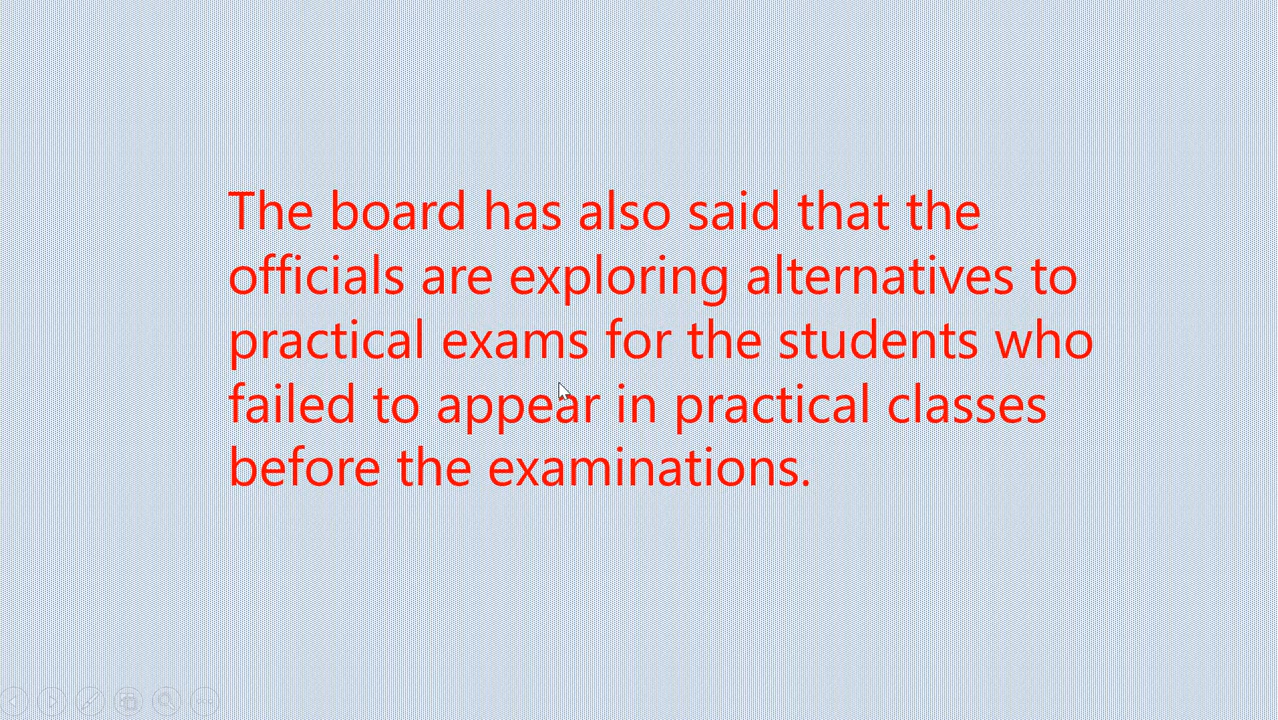 The board has also said that the
officials are exploring alternatives to
practical exams for the students who
failed to appear in practical classes
before the examinations.